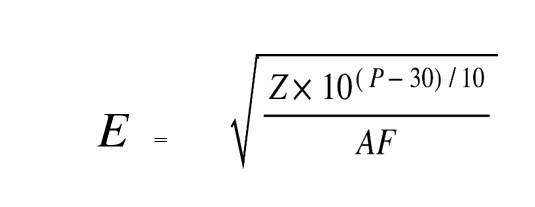 E = √(Z × 10^(P – 30) / 10 / AF)